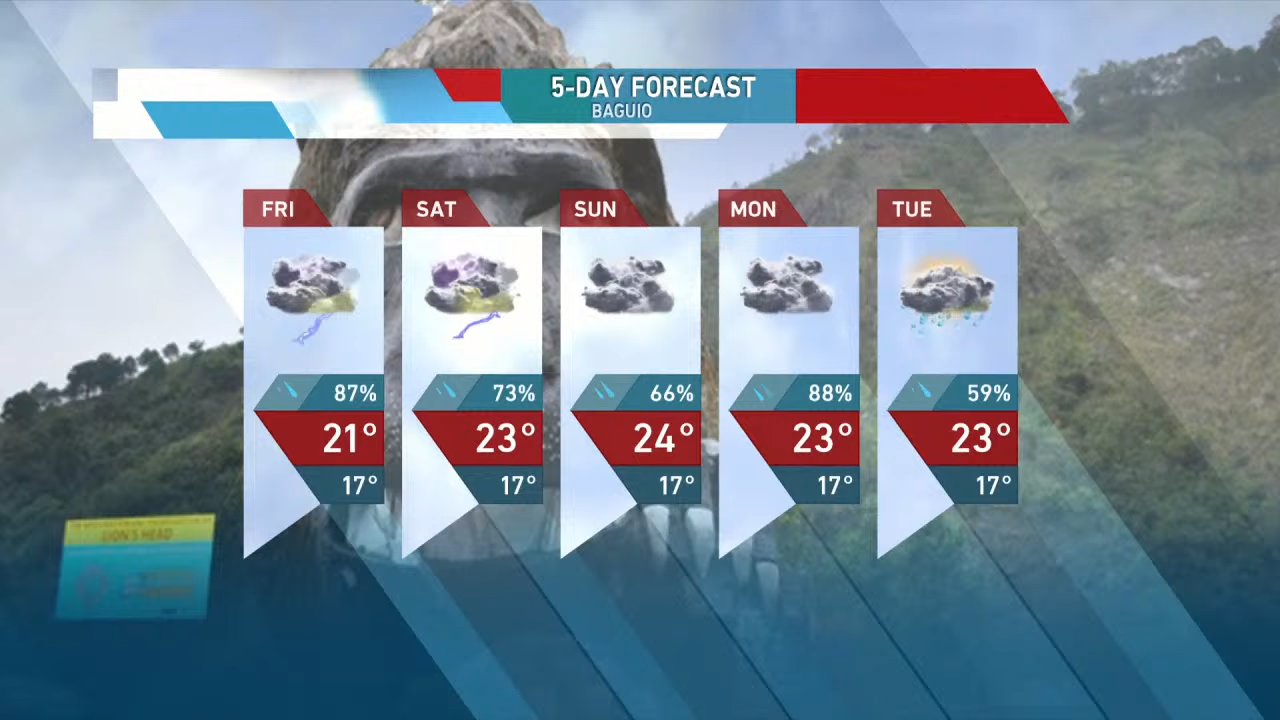 5-DAY FORECAST
BAGUIO
FRI
SAT
SUN
MON
TUE
87%
73%
66%
88%
59%
21°
23°
24°
23°
23°
17°
17°
17°
17°
17°
LION'S HEAD